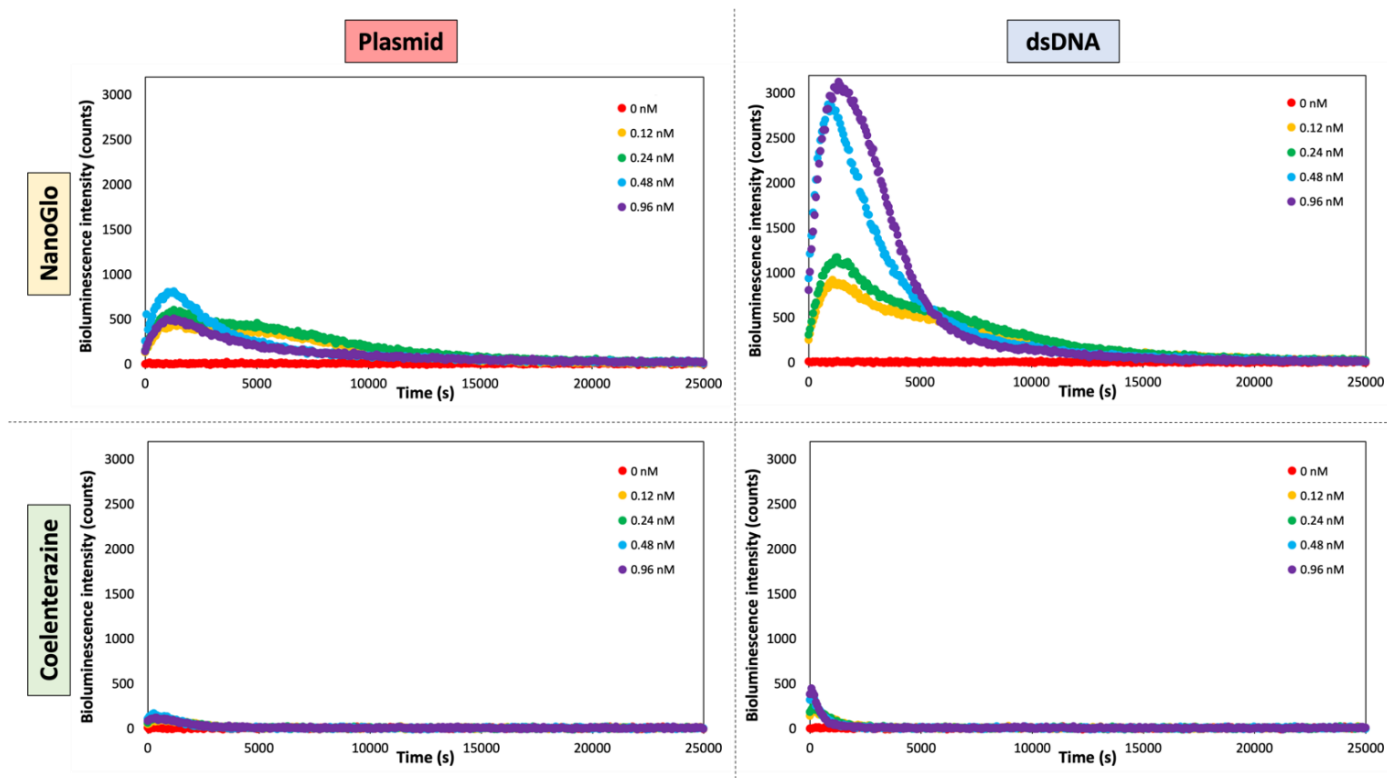 Plasmid
dsDNA
NanoGlo
Bioluminescence intensity (counts)
3000
2500
2000
1500
1000
500
0
0 nM
0.12 nM
0.24 nM
0.48 nM
0.96 nM
0 5000 10000 15000 20000 25000
Time (s)
Bioluminescence intensity (counts)
3000
2500
2000
1500
1000
500
0
0 nM
0.12 nM
0.24 nM
0.48 nM
0.96 nM
0 5000 10000 15000 20000 25000
Time (s)
Coelenterazine
Bioluminescence intensity (counts)
3000
2500
2000
1500
1000
500
0
0 nM
0.12 nM
0.24 nM
0.48 nM
0.96 nM
0 5000 10000 15000 20000 25000
Time (s)
Bioluminescence intensity (counts)
3000
2500
2000
1500
1000
500
0
0 nM
0.12 nM
0.24 nM
0.48 nM
0.96 nM
0 5000 10000 15000 20000 25000
Time (s)